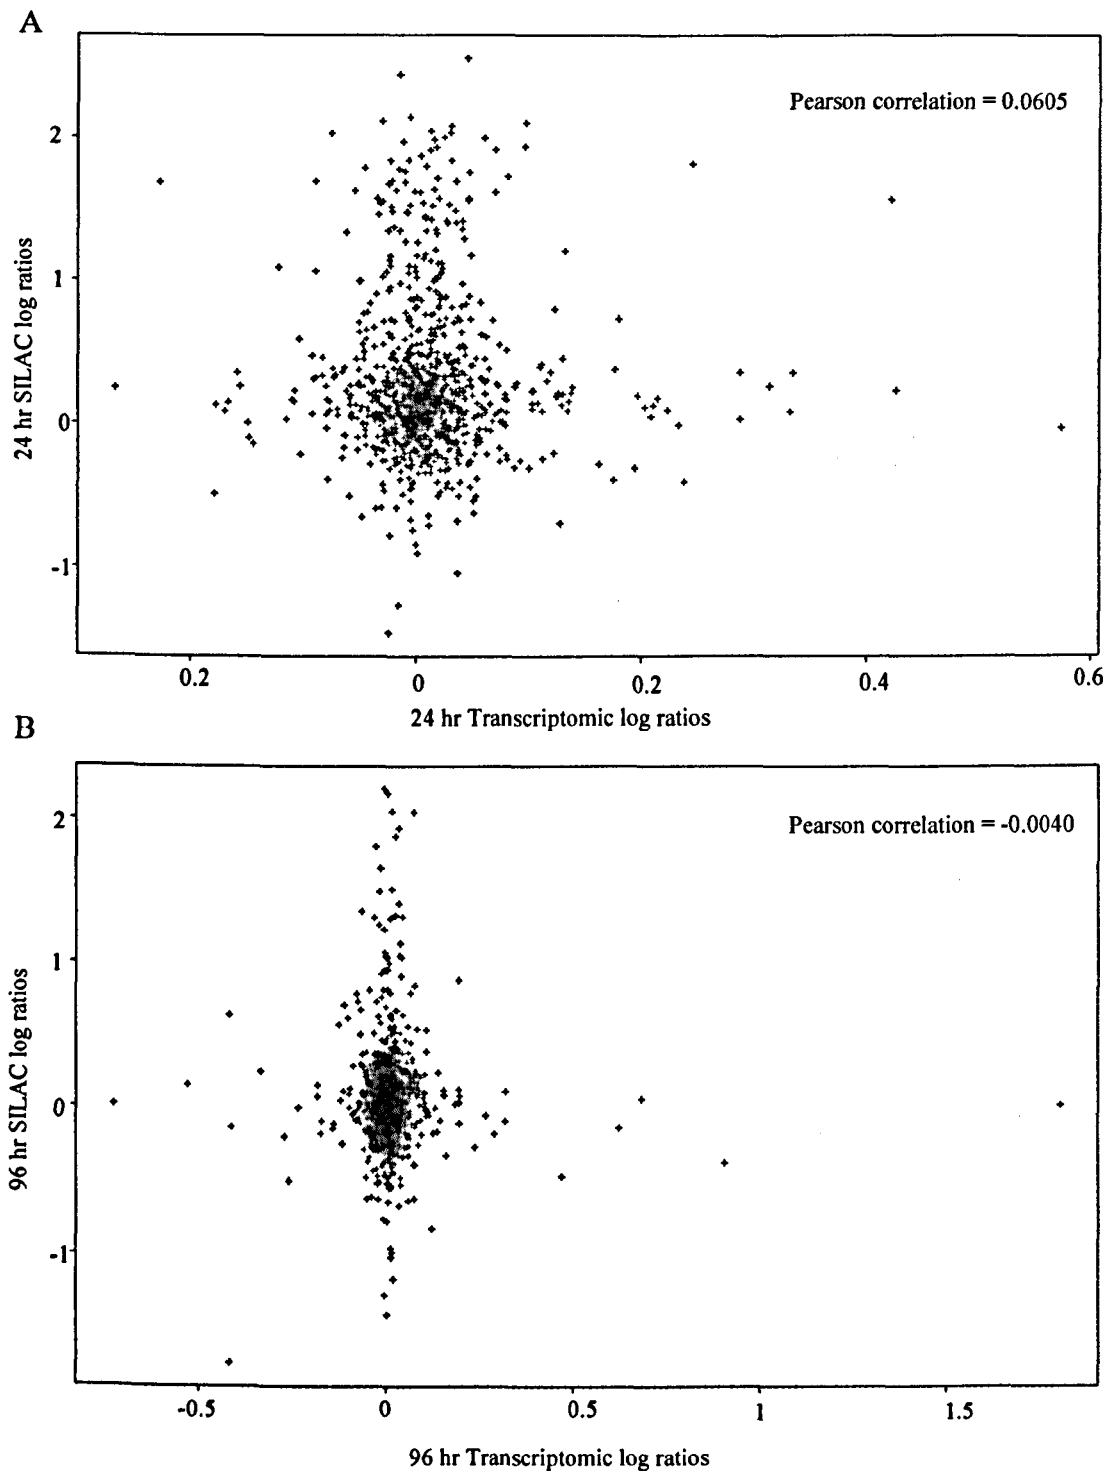 A
Pearson correlation = 0.0605
2
1
0
-1
24 hr SILAC log ratios
0.2
0
0.2
0.4
0.6
24 hr Transcriptomic log ratios
B
Pearson correlation = -0.0040
2
1
0
-1
96 hr SILAC log ratios
-0.5
0
0.5
1
1.5
96 hr Transcriptomic log ratios